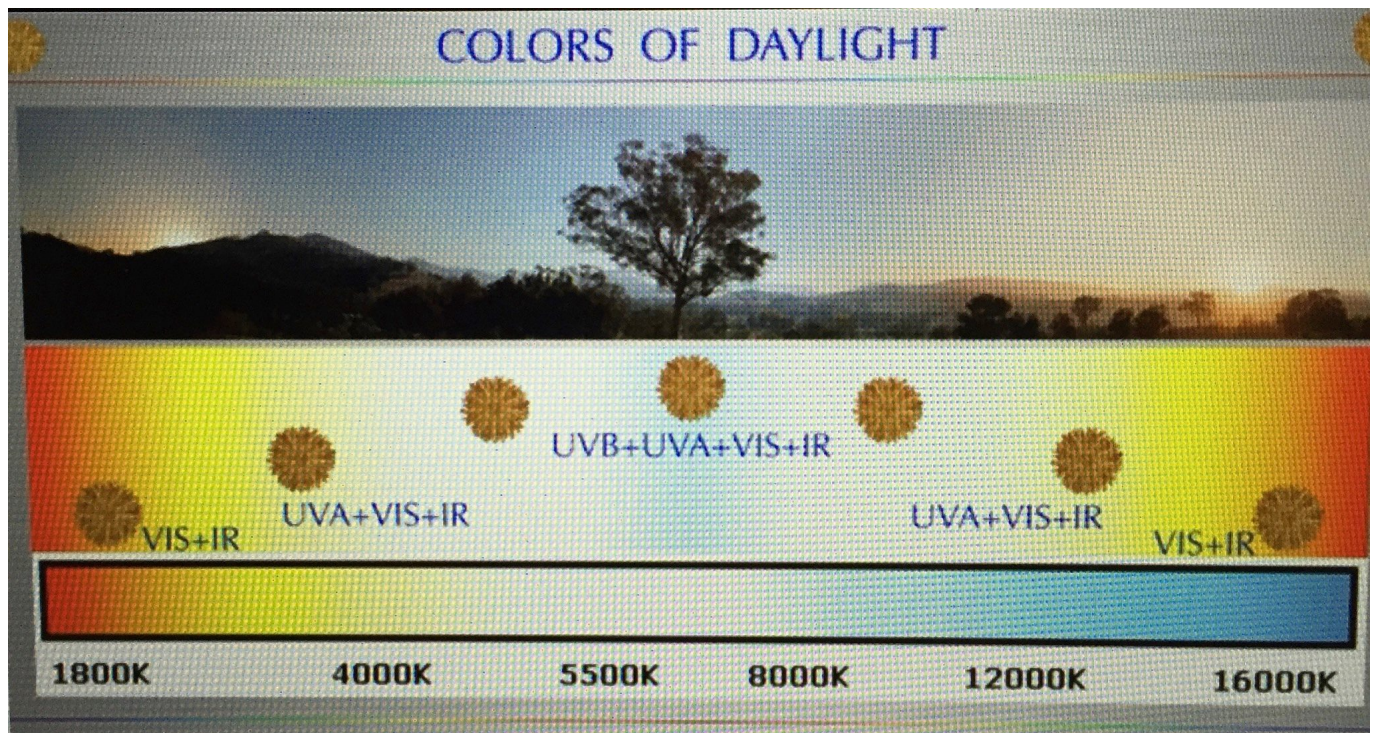 COLORS OF DAYLIGHT
UVB+UVA+VIS+IR
UVA+VIS+IR UVA+VIS+IR
VIS+IR VIS+IR
1800K 4000K 5500K 8000K 12000K 16000K